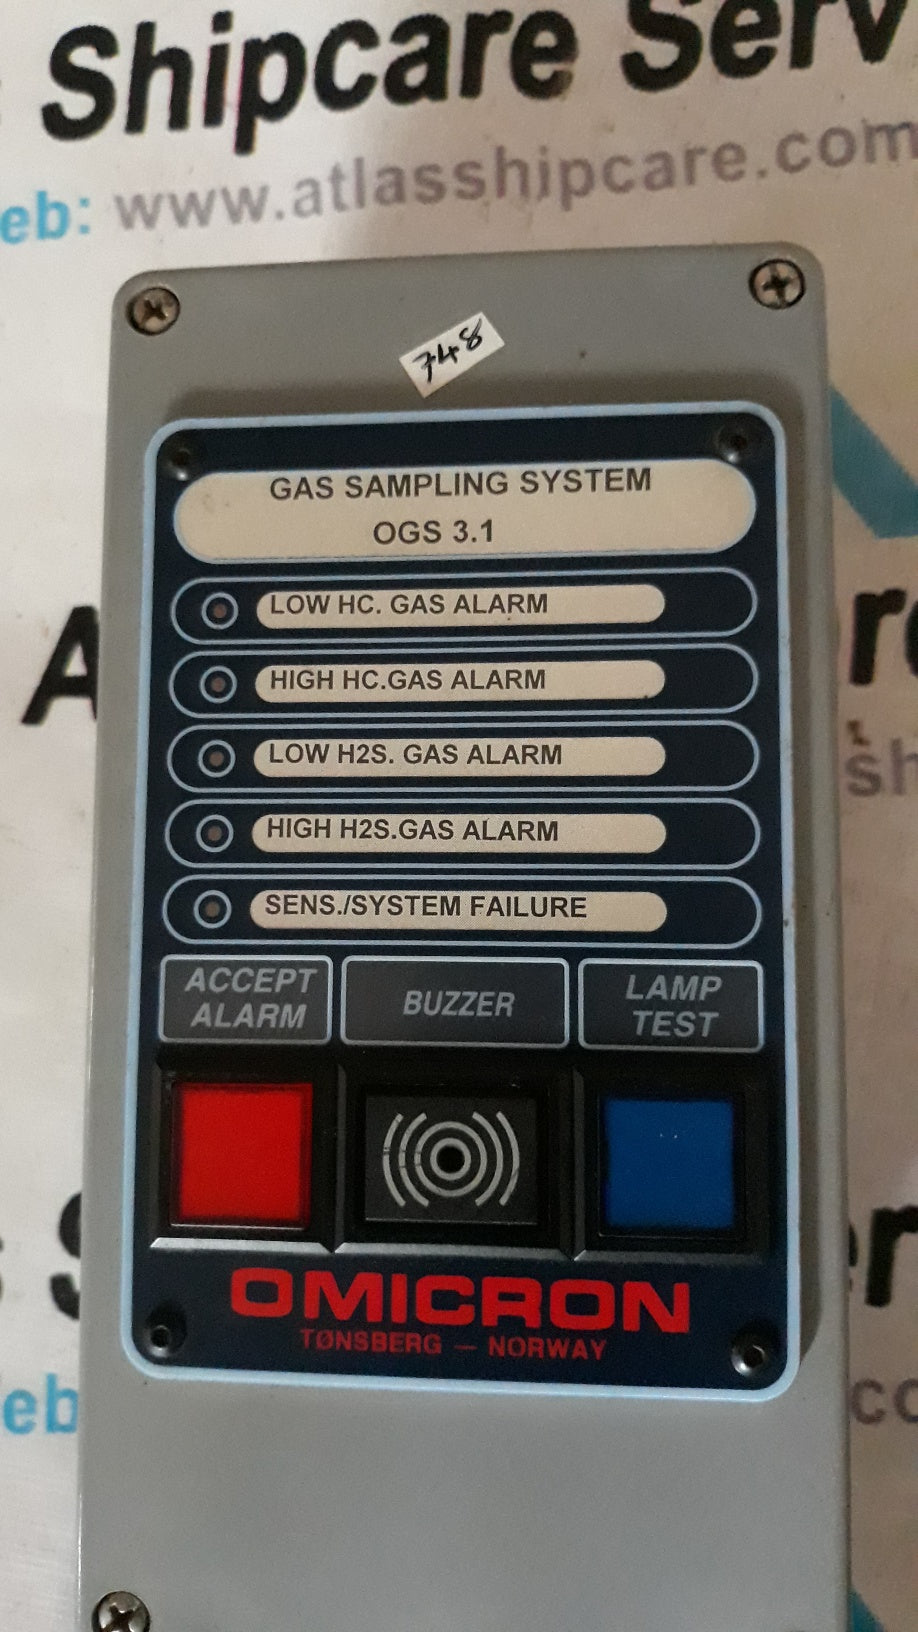 Shipcare Serv
eb: www.atlasshipcare.com
748
GAS SAMPLING SYSTEM
OGS 3.1
LOW HC. GAS ALARM
HIGH HC.GAS ALARM
LOW H2S. GAS ALARM
HIGH H2S.GAS ALARM
SENS./SYSTEM FAILURE
ACCEPT ALARM
BUZZER
LAMP TEST
OMICRON
TØNSBERG — NORWAY